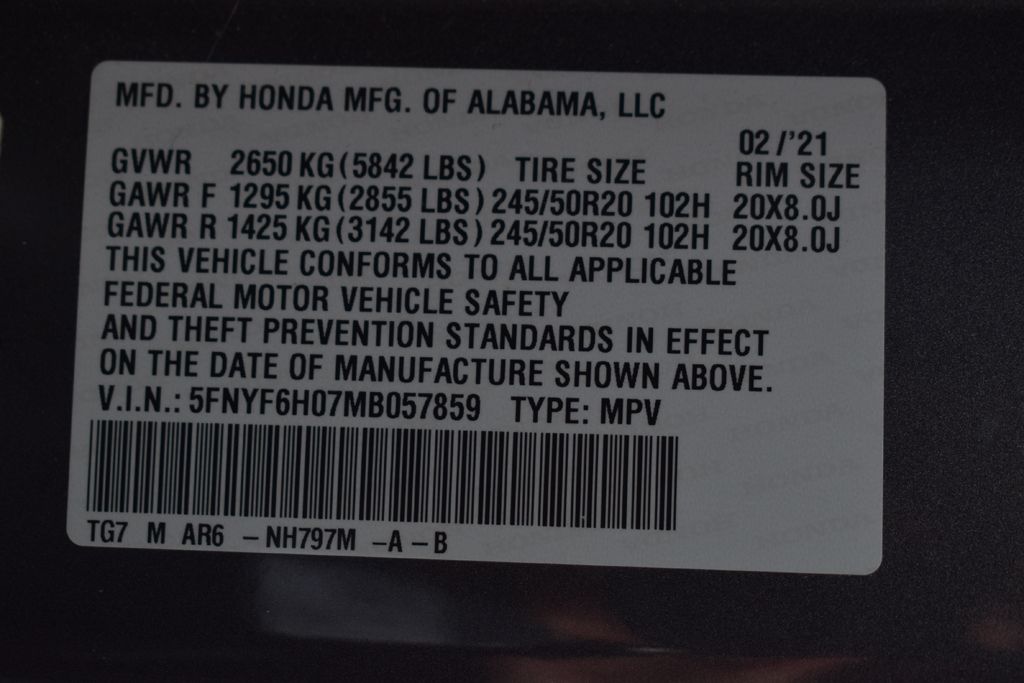 MFD. BY HONDA MFG. OF ALABAMA, LLC
02 /'21
GVWR 2650 KG (5842 LBS) TIRE SIZE RIM SIZE
GAWR F 1295 KG (2855 LBS) 245/50R20 102H 20X8.0J
GAWR R 1425 KG (3142 LBS) 245/50R20 102H 20X8.0J
THIS VEHICLE CONFORMS TO ALL APPLICABLE
FEDERAL MOTOR VEHICLE SAFETY
AND THEFT PREVENTION STANDARDS IN EFFECT
ON THE DATE OF MANUFACTURE SHOWN ABOVE.
V.I.N.: 5FNYF6H07MB057859 TYPE: MPV
TG7 M AR6 – NH797M –A – B